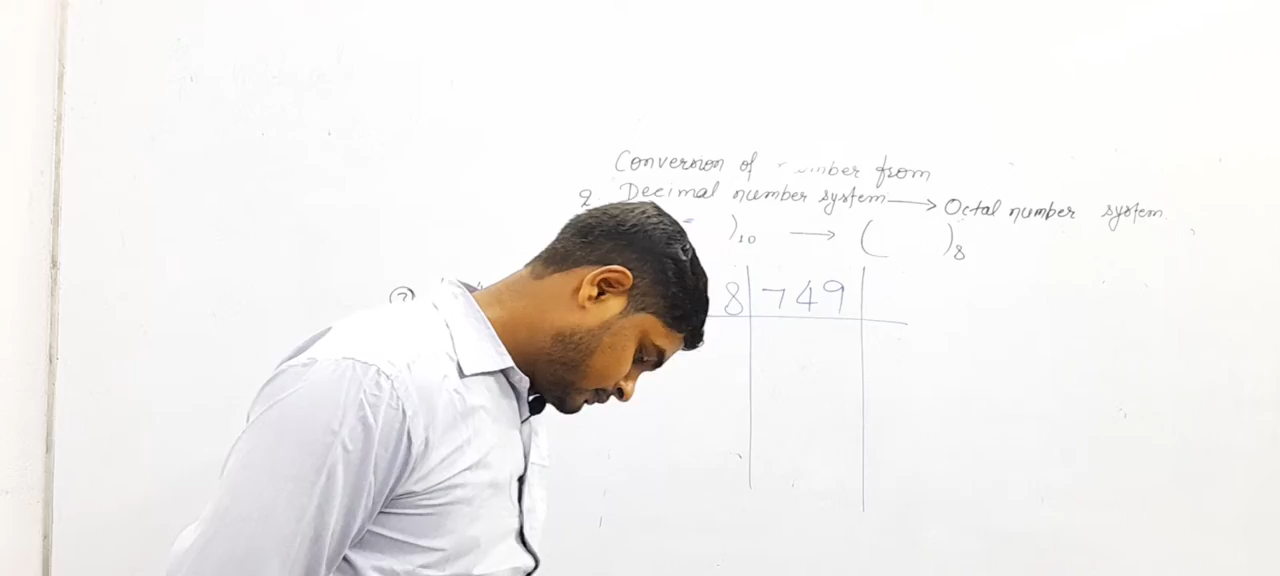 Conversion of number from
2. Decimal number system → Octal number system
)10 → ( )8
8 749